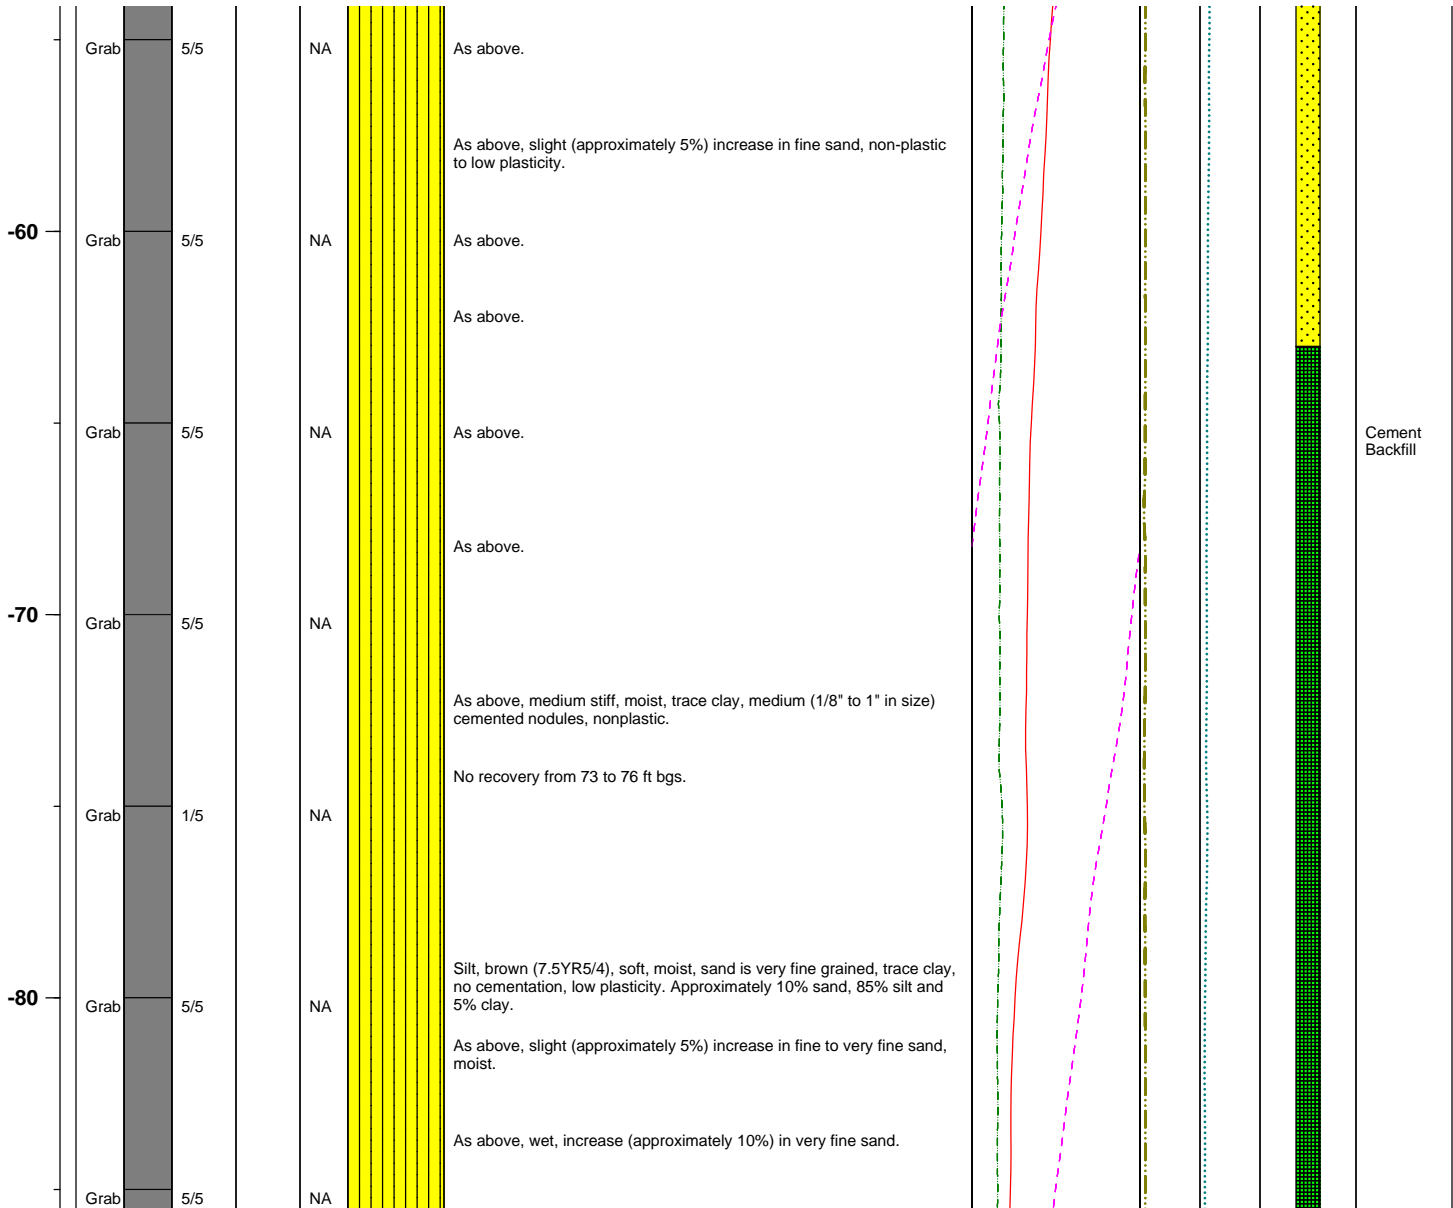 Grab 5/5 NA As above.
As above, slight (approximately 5%) increase in fine sand, non-plastic
to low plasticity.
-60
Grab 5/5 NA As above.
As above.
Grab 5/5 NA As above.
Cement
Backfill
As above.
-70
Grab 5/5 NA
As above, medium stiff, moist, trace clay, medium (1/8" to 1" in size)
cemented nodules, nonplastic.
No recovery from 73 to 76 ft bgs.
Grab 1/5 NA
Silt, brown (7.5YR5/4), soft, moist, sand is very fine grained, trace clay,
no cementation, low plasticity. Approximately 10% sand, 85% silt and
5% clay.
-80
Grab 5/5 NA
As above, slight (approximately 5%) increase in fine to very fine sand,
moist.
As above, wet, increase (approximately 10%) in very fine sand.
Grab 5/5 NA